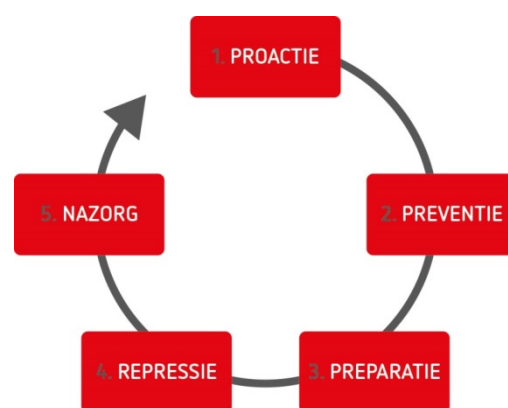 1. PROACTIE
2. PREVENTIE
3. PREPARATIE
4. REPRESSIE
5. NAZORG